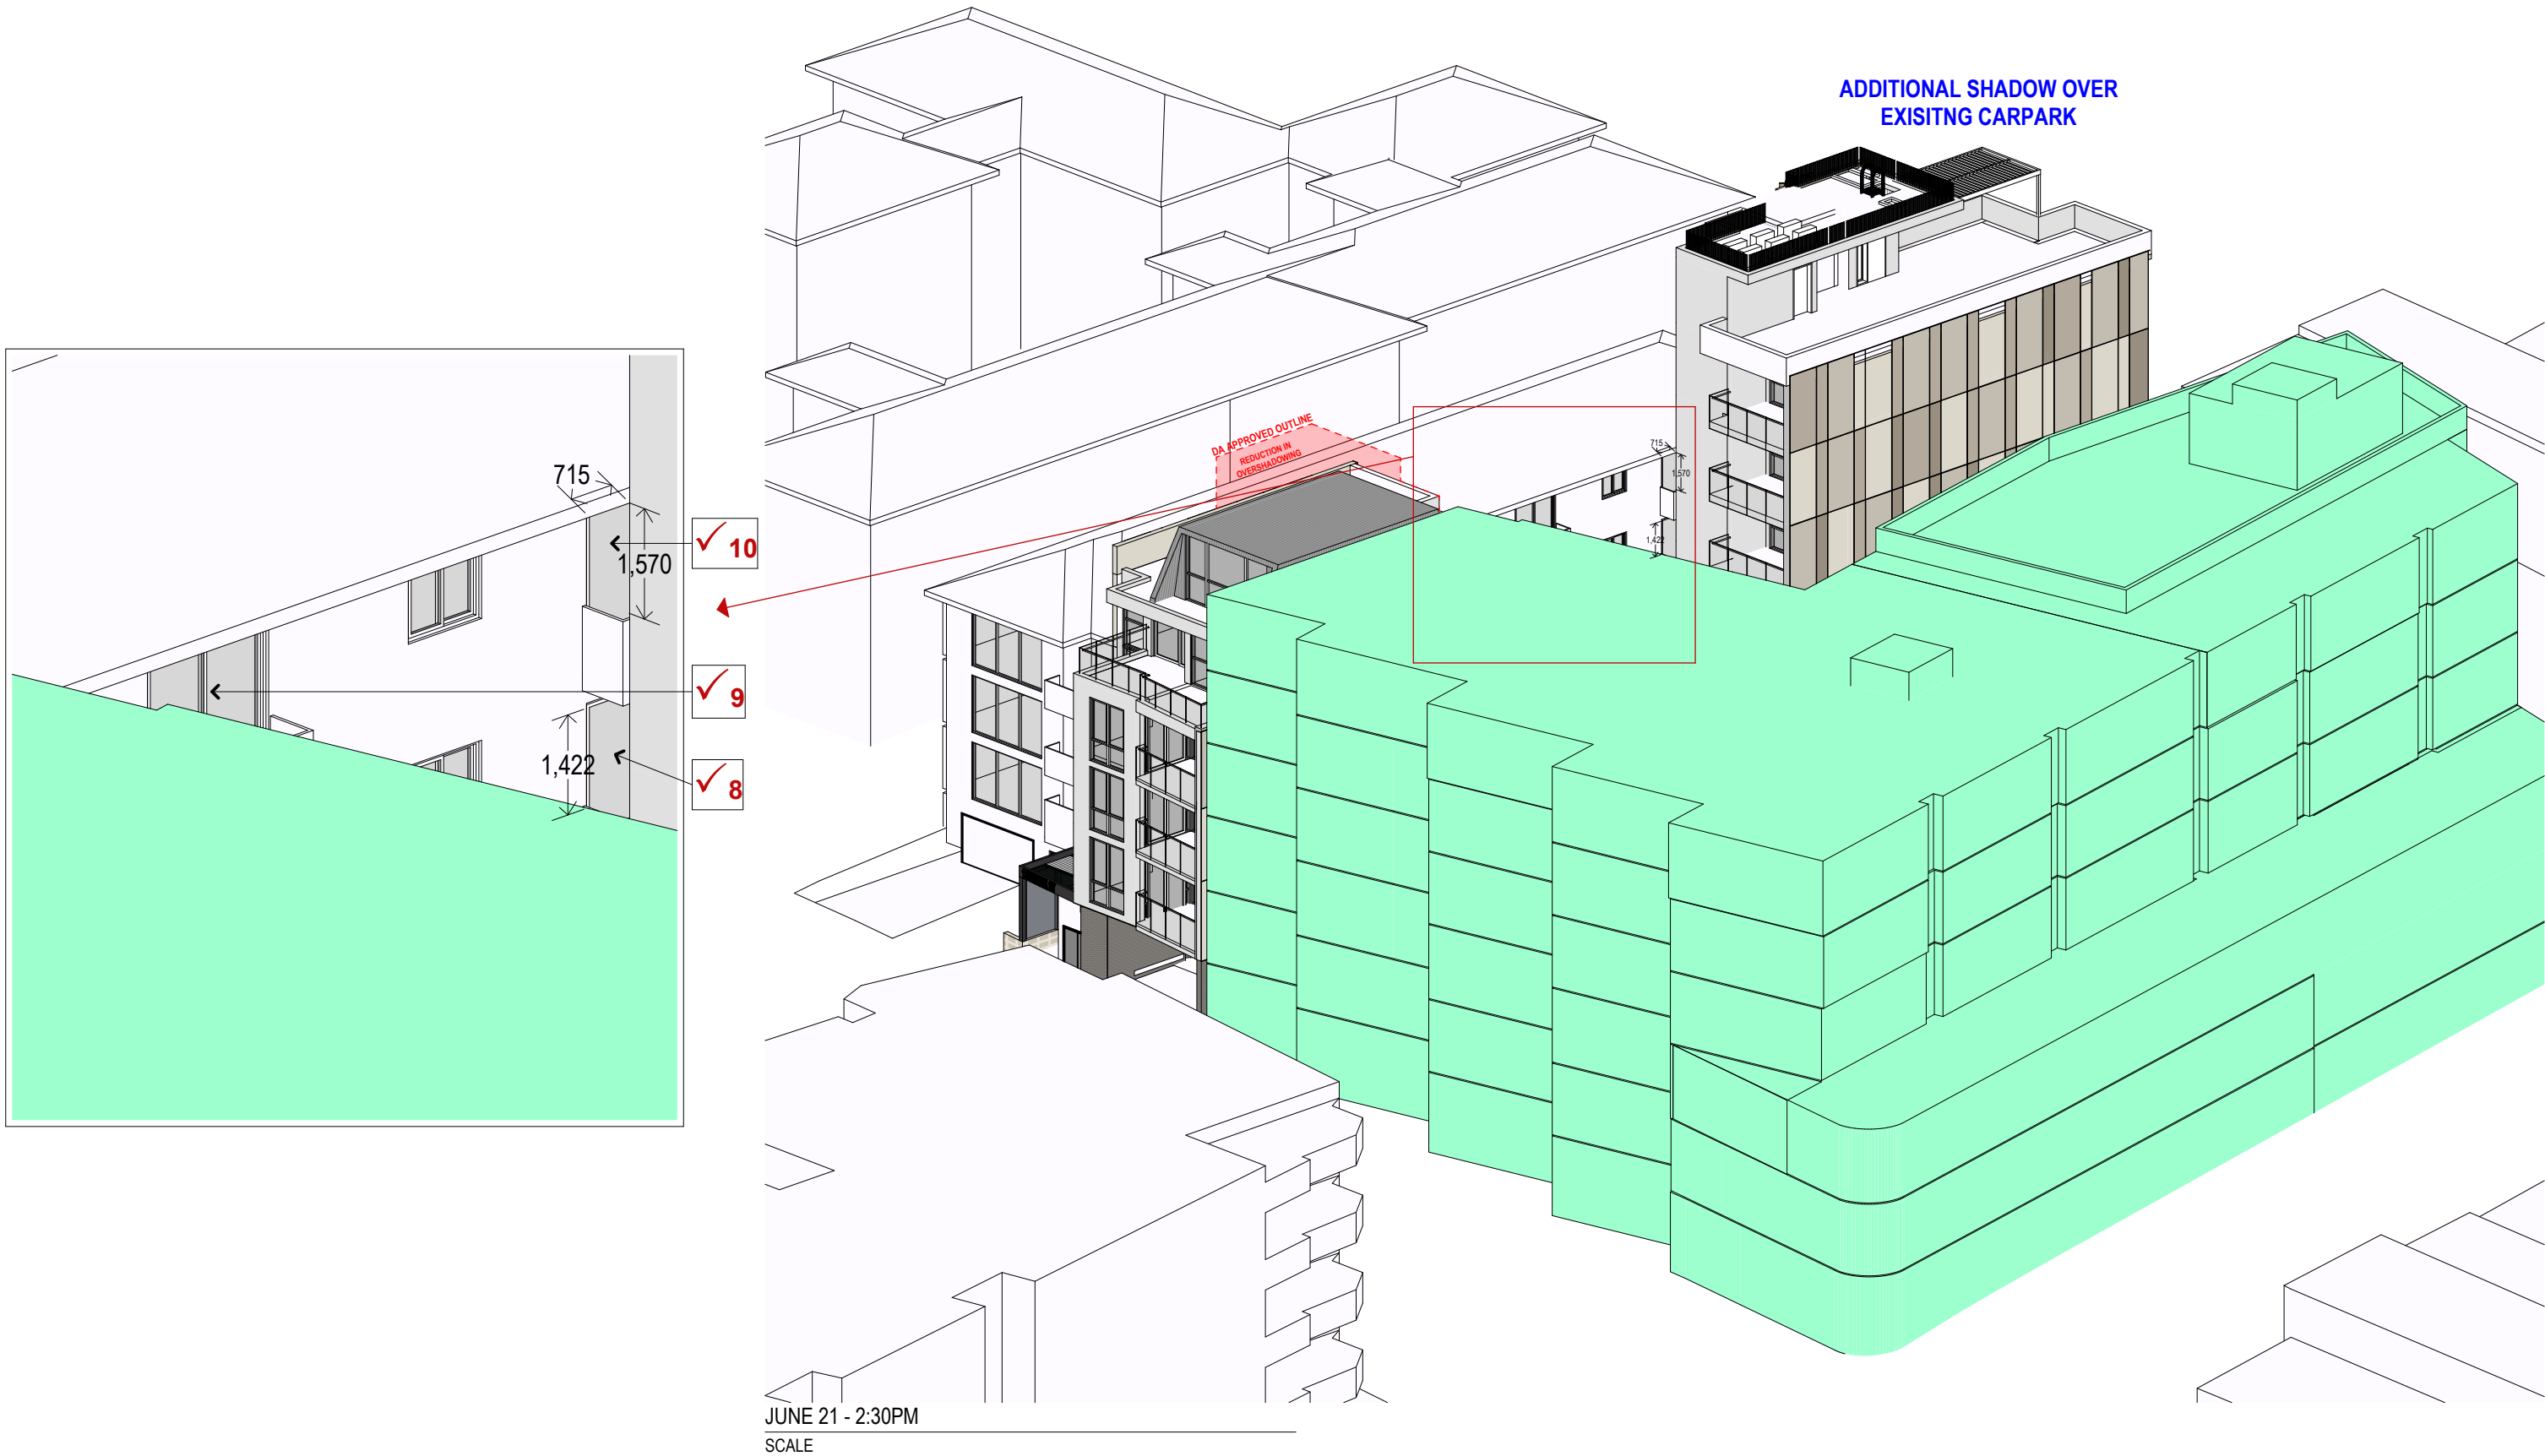 ADDITIONAL SHADOW OVER
EXISITNG CARPARK
DA APPROVED OUTLINE
REDUCTION IN
OVERSHADOWING
715
1,570
1,422
715
1,570
1,422
10
9
8
JUNE 21 - 2:30PM
SCALE